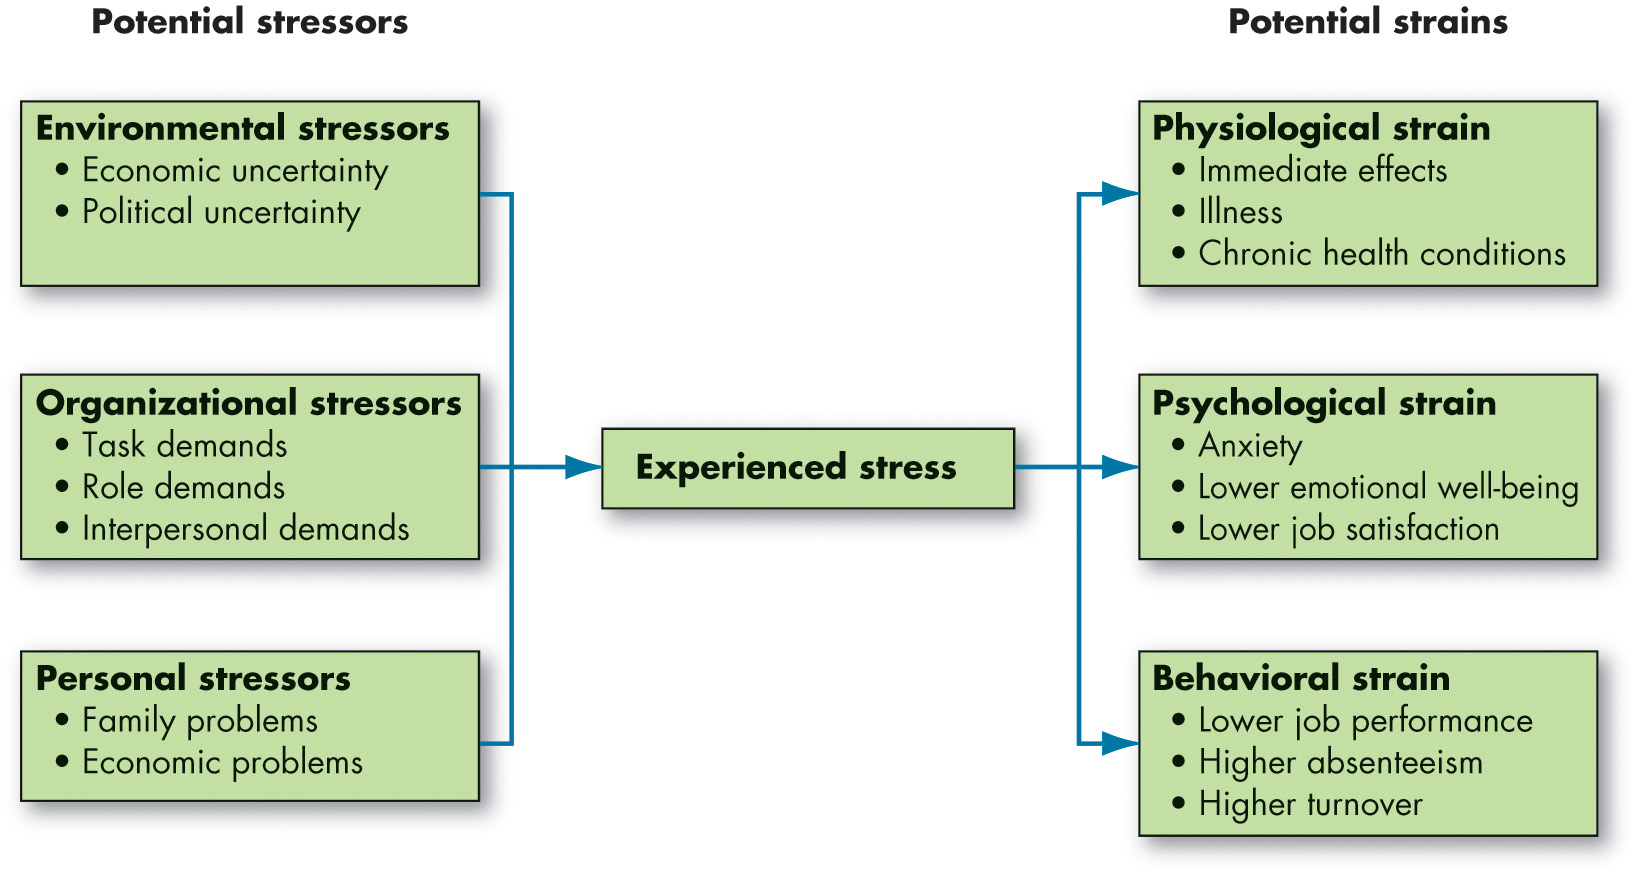 Potential stressors
Potential strains
Environmental stressors
• Economic uncertainty
• Political uncertainty
Organizational stressors
• Task demands
• Role demands
• Interpersonal demands
Personal stressors
• Family problems
• Economic problems
Experienced stress
Physiological strain
• Immediate effects
• Illness
• Chronic health conditions
Psychological strain
• Anxiety
• Lower emotional well-being
• Lower job satisfaction
Behavioral strain
• Lower job performance
• Higher absenteeism
• Higher turnover